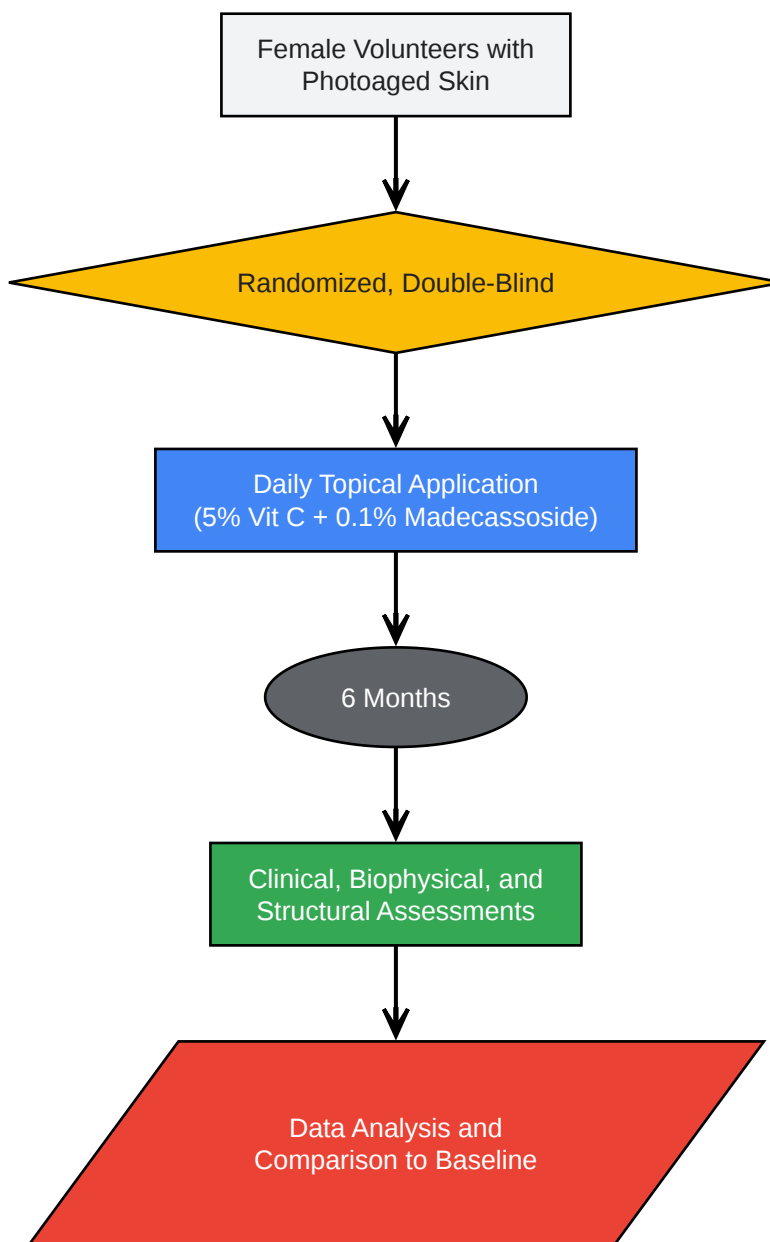 Female Volunteers with
Photoaged Skin
Randomized, Double-Blind
Daily Topical Application
(5% Vit C + 0.1% Madecassoside)
6 Months
Clinical, Biophysical, and
Structural Assessments
Data Analysis and
Comparison to Baseline